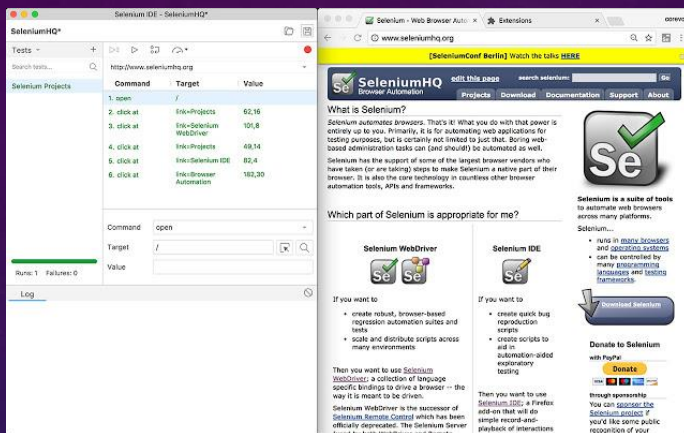 Selenium IDE - SeleniumHQ*
SeleniumHQ*
Tests
+
Search tests...
Selenium Projects
Runs: 1 Failures: 0
http://www.seleniumhq.org
Command Target Value
1. open /
2. click at link=Projects 62,16
3. click at link=Selenium WebDriver 101,8
4. click at link=Projects 49,14
5. click at link=Selenium IDE 82,4
6. click at link=Browser Automation 182,30
Command open
Target /
Value
Log
Selenium - Web Browser Auto
Extensions
www.seleniumhq.org
[SeleniumConf Berlin] Watch the talks HERE
SeleniumHQ
Browser Automation
edit this page
search selenium:
Go
Projects Download Documentation Support About
What is Selenium?
Selenium automates browsers. That's it! What you do with that power is
entirely up to you. Primarily, it is for automating web applications for
testing purposes, but is certainly not limited to just that. Boring web-
based administration tasks can (and should!) be automated as well.
Selenium has the support of some of the largest browser vendors who
have taken (or are taking) steps to make Selenium a native part of their
browser. It is also the core technology in countless other browser
automation tools, APIs and frameworks.
Which part of Selenium is appropriate for me?
Selenium WebDriver
Se
If you want to
create robust, browser-based
regression automation suites and
tests
scale and distribute scripts across
many environments
Then you want to use Selenium
WebDriver; a collection of language
specific bindings to drive a browser -- the
way it is meant to be driven.
Selenium WebDriver is the successor of
Selenium Remote Control which has been
officially deprecated. The Selenium Server
Selenium IDE
Se
If you want to
create quick bug
reproduction
scripts
create scripts to
aid in
automation-aided
exploratory
testing
Then you want to use
Selenium IDE; a Firefox
add-on that will do
simple record-and-
playback of interactions
Se
Selenium is a suite of tools
to automate web browsers
across many platforms.
Selenium...
runs in many browsers
and operating systems
can be controlled by
many programming
languages and testing
frameworks.
Download Selenium
Donate to Selenium
with PayPal
Donate
through sponsorship
You can sponsor the
Selenium project if
you'd like some public
recognition of your